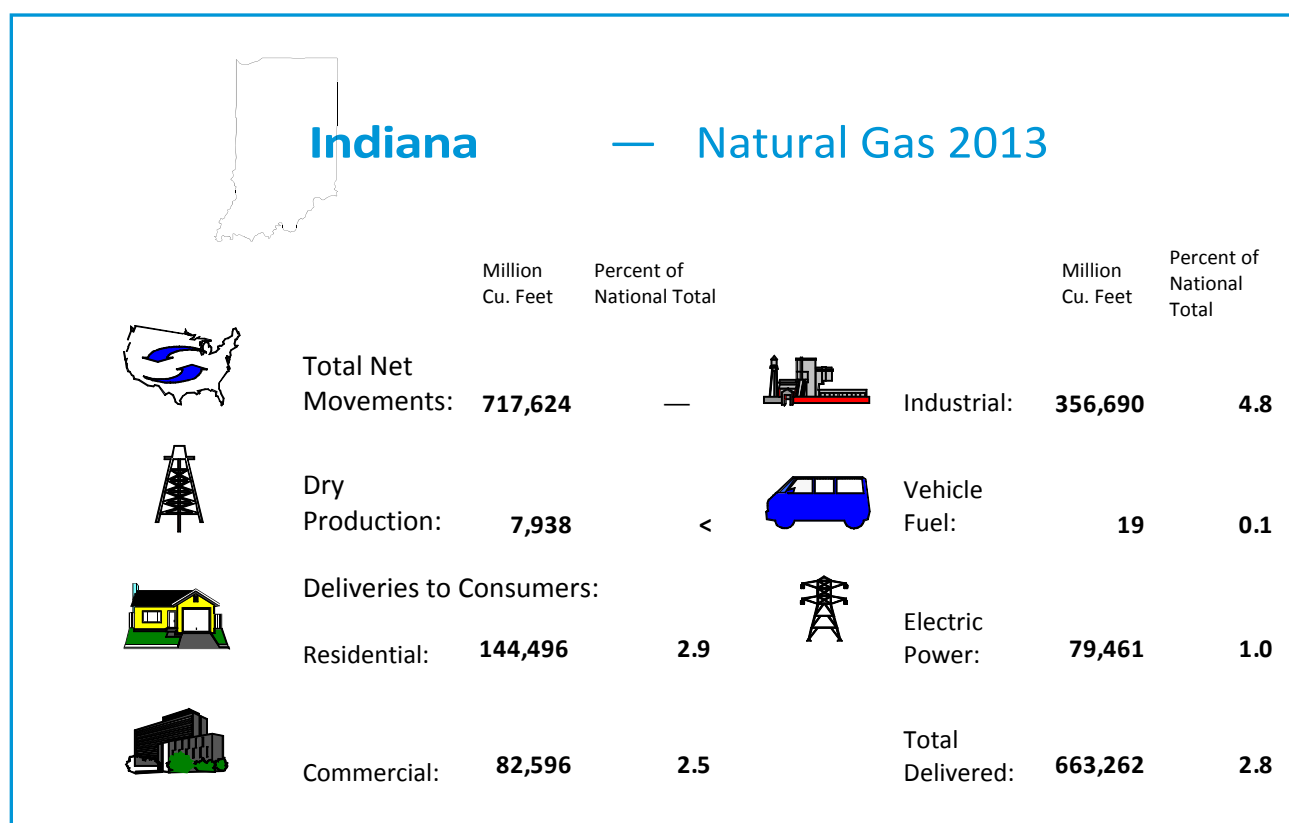 Indiana — Natural Gas 2013
Million
Cu. Feet
Percent of
National Total
Million
Cu. Feet
Percent of
National
Total
Total Net
Movements: 717,624 —
Industrial: 356,690 4.8
Dry
Production: 7,938 <
Vehicle
Fuel: 19 0.1
Deliveries to Consumers:
Residential: 144,496 2.9
Electric
Power: 79,461 1.0
Commercial: 82,596 2.5
Total
Delivered: 663,262 2.8